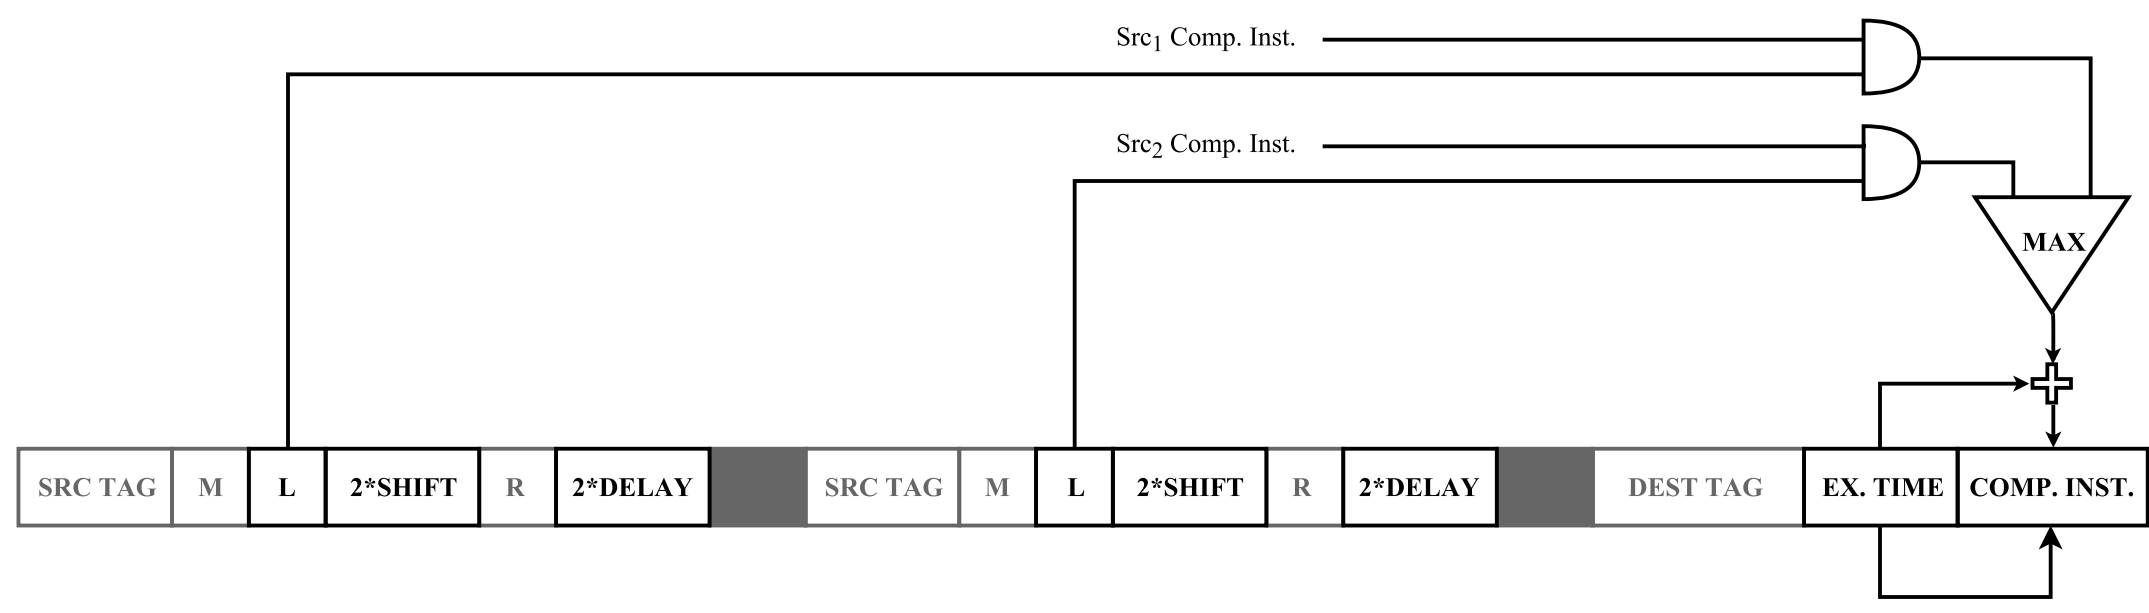 Src1 Comp. Inst.
Src2 Comp. Inst.
MAX
SRC TAG M L 2*SHIFT R 2*DELAY SRC TAG M L 2*SHIFT R 2*DELAY DEST TAG EX. TIME COMP. INST.